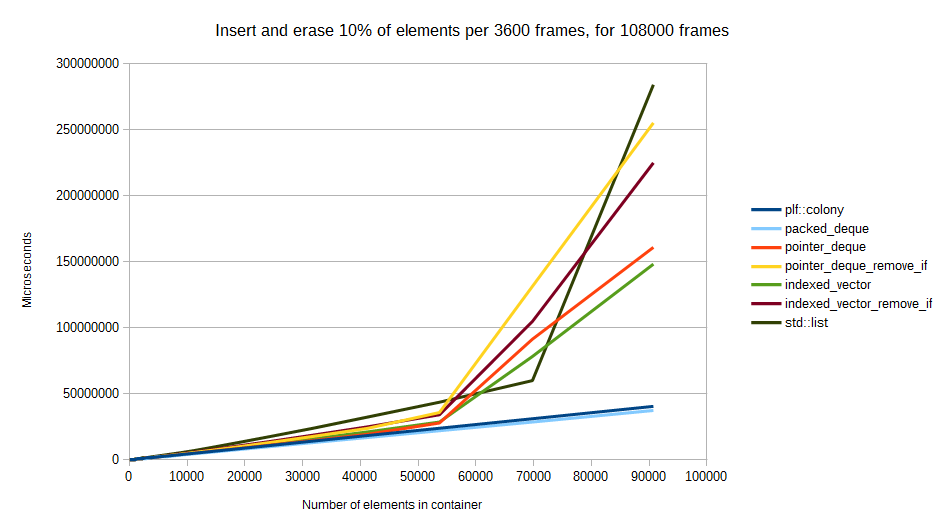 Insert and erase 10% of elements per 3600 frames, for 108000 frames
300000000
250000000
200000000
150000000
100000000
50000000
0
Microseconds
0 10000 20000 30000 40000 50000 60000 70000 80000 90000 100000
Number of elements in container
plf::colony
packed_deque
pointer_deque
pointer_deque_remove_if
indexed_vector
indexed_vector_remove_if
std::list